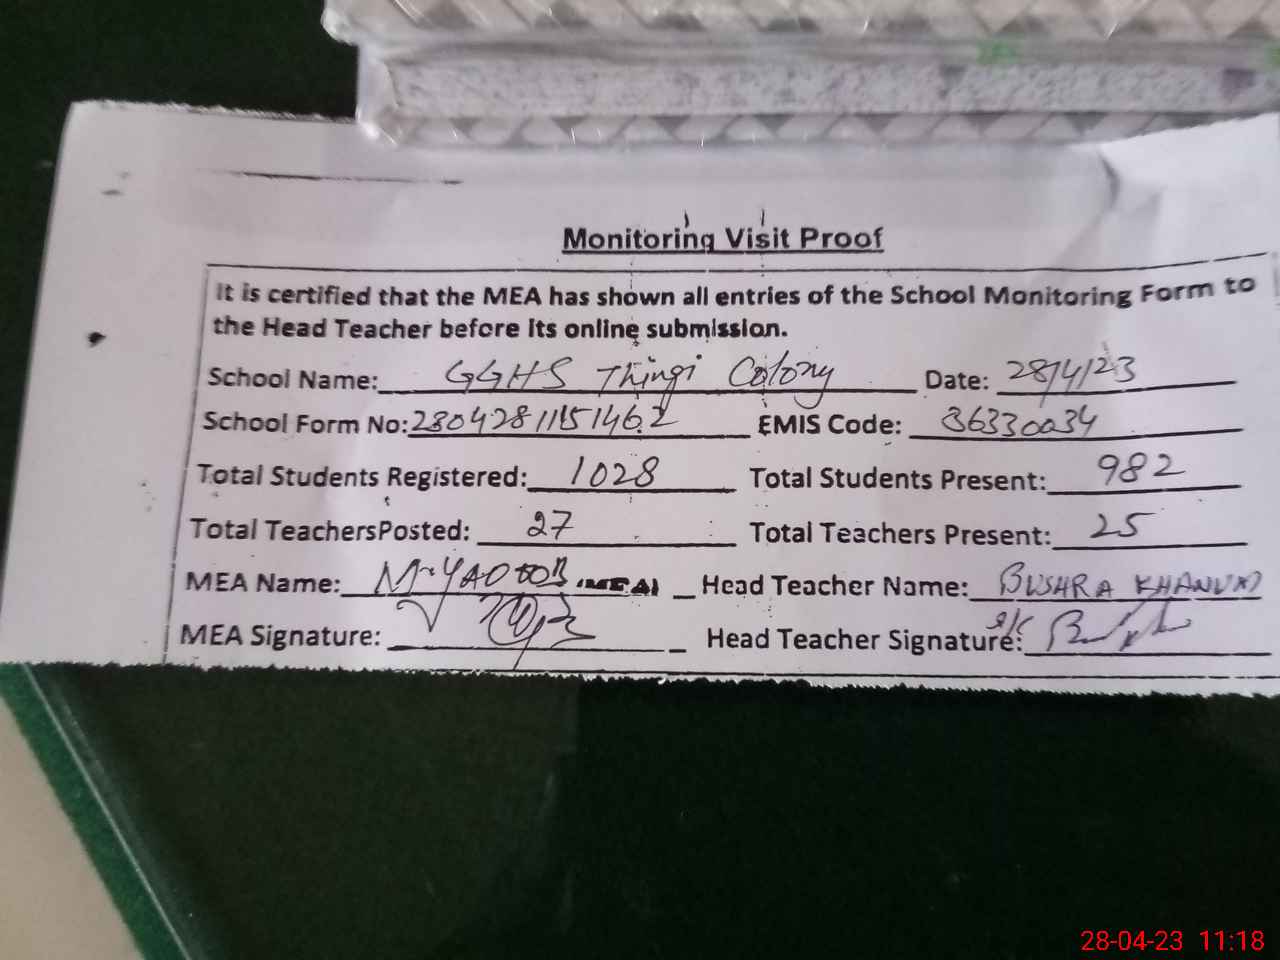 Monitoring Visit Proof
It is certified that the MEA has shown all entries of the School Monitoring Form to
the Head Teacher before its online submission.
School Name: GGHS Thingi Colony Date: 28/4/23
School Form No: EMIS Code: 36330034
Total Students Registered: 1028 Total Students Present: 982
Total TeachersPosted: 27 Total Teachers Present: 25
MEA Name: M. YAQOOB (MEA) Head Teacher Name: BUSHRA KHANUM
MEA Signature: Head Teacher Signature:
28-04-23 11:18